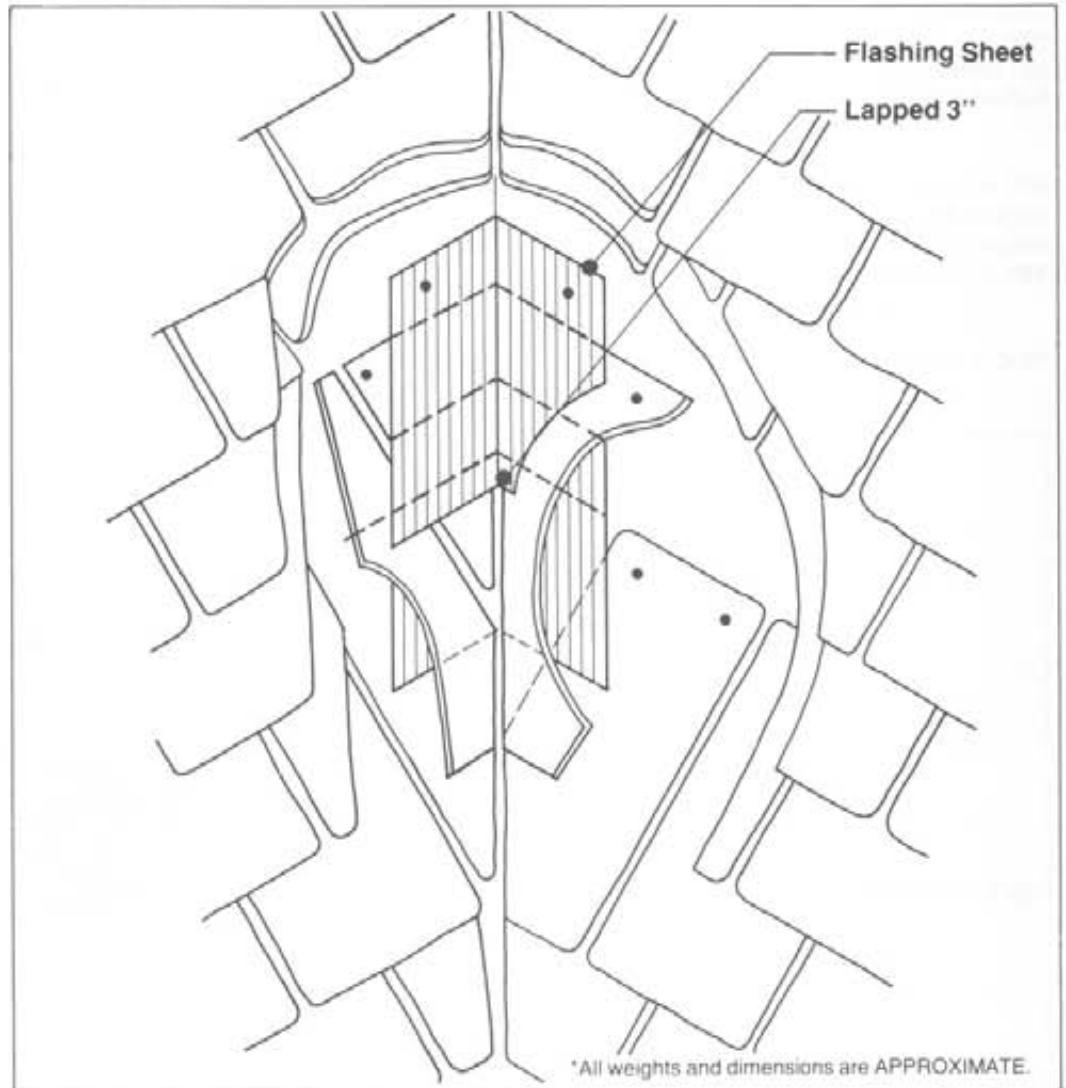 Flashing Sheet
Lapped 3''
*All weights and dimensions are APPROXIMATE.